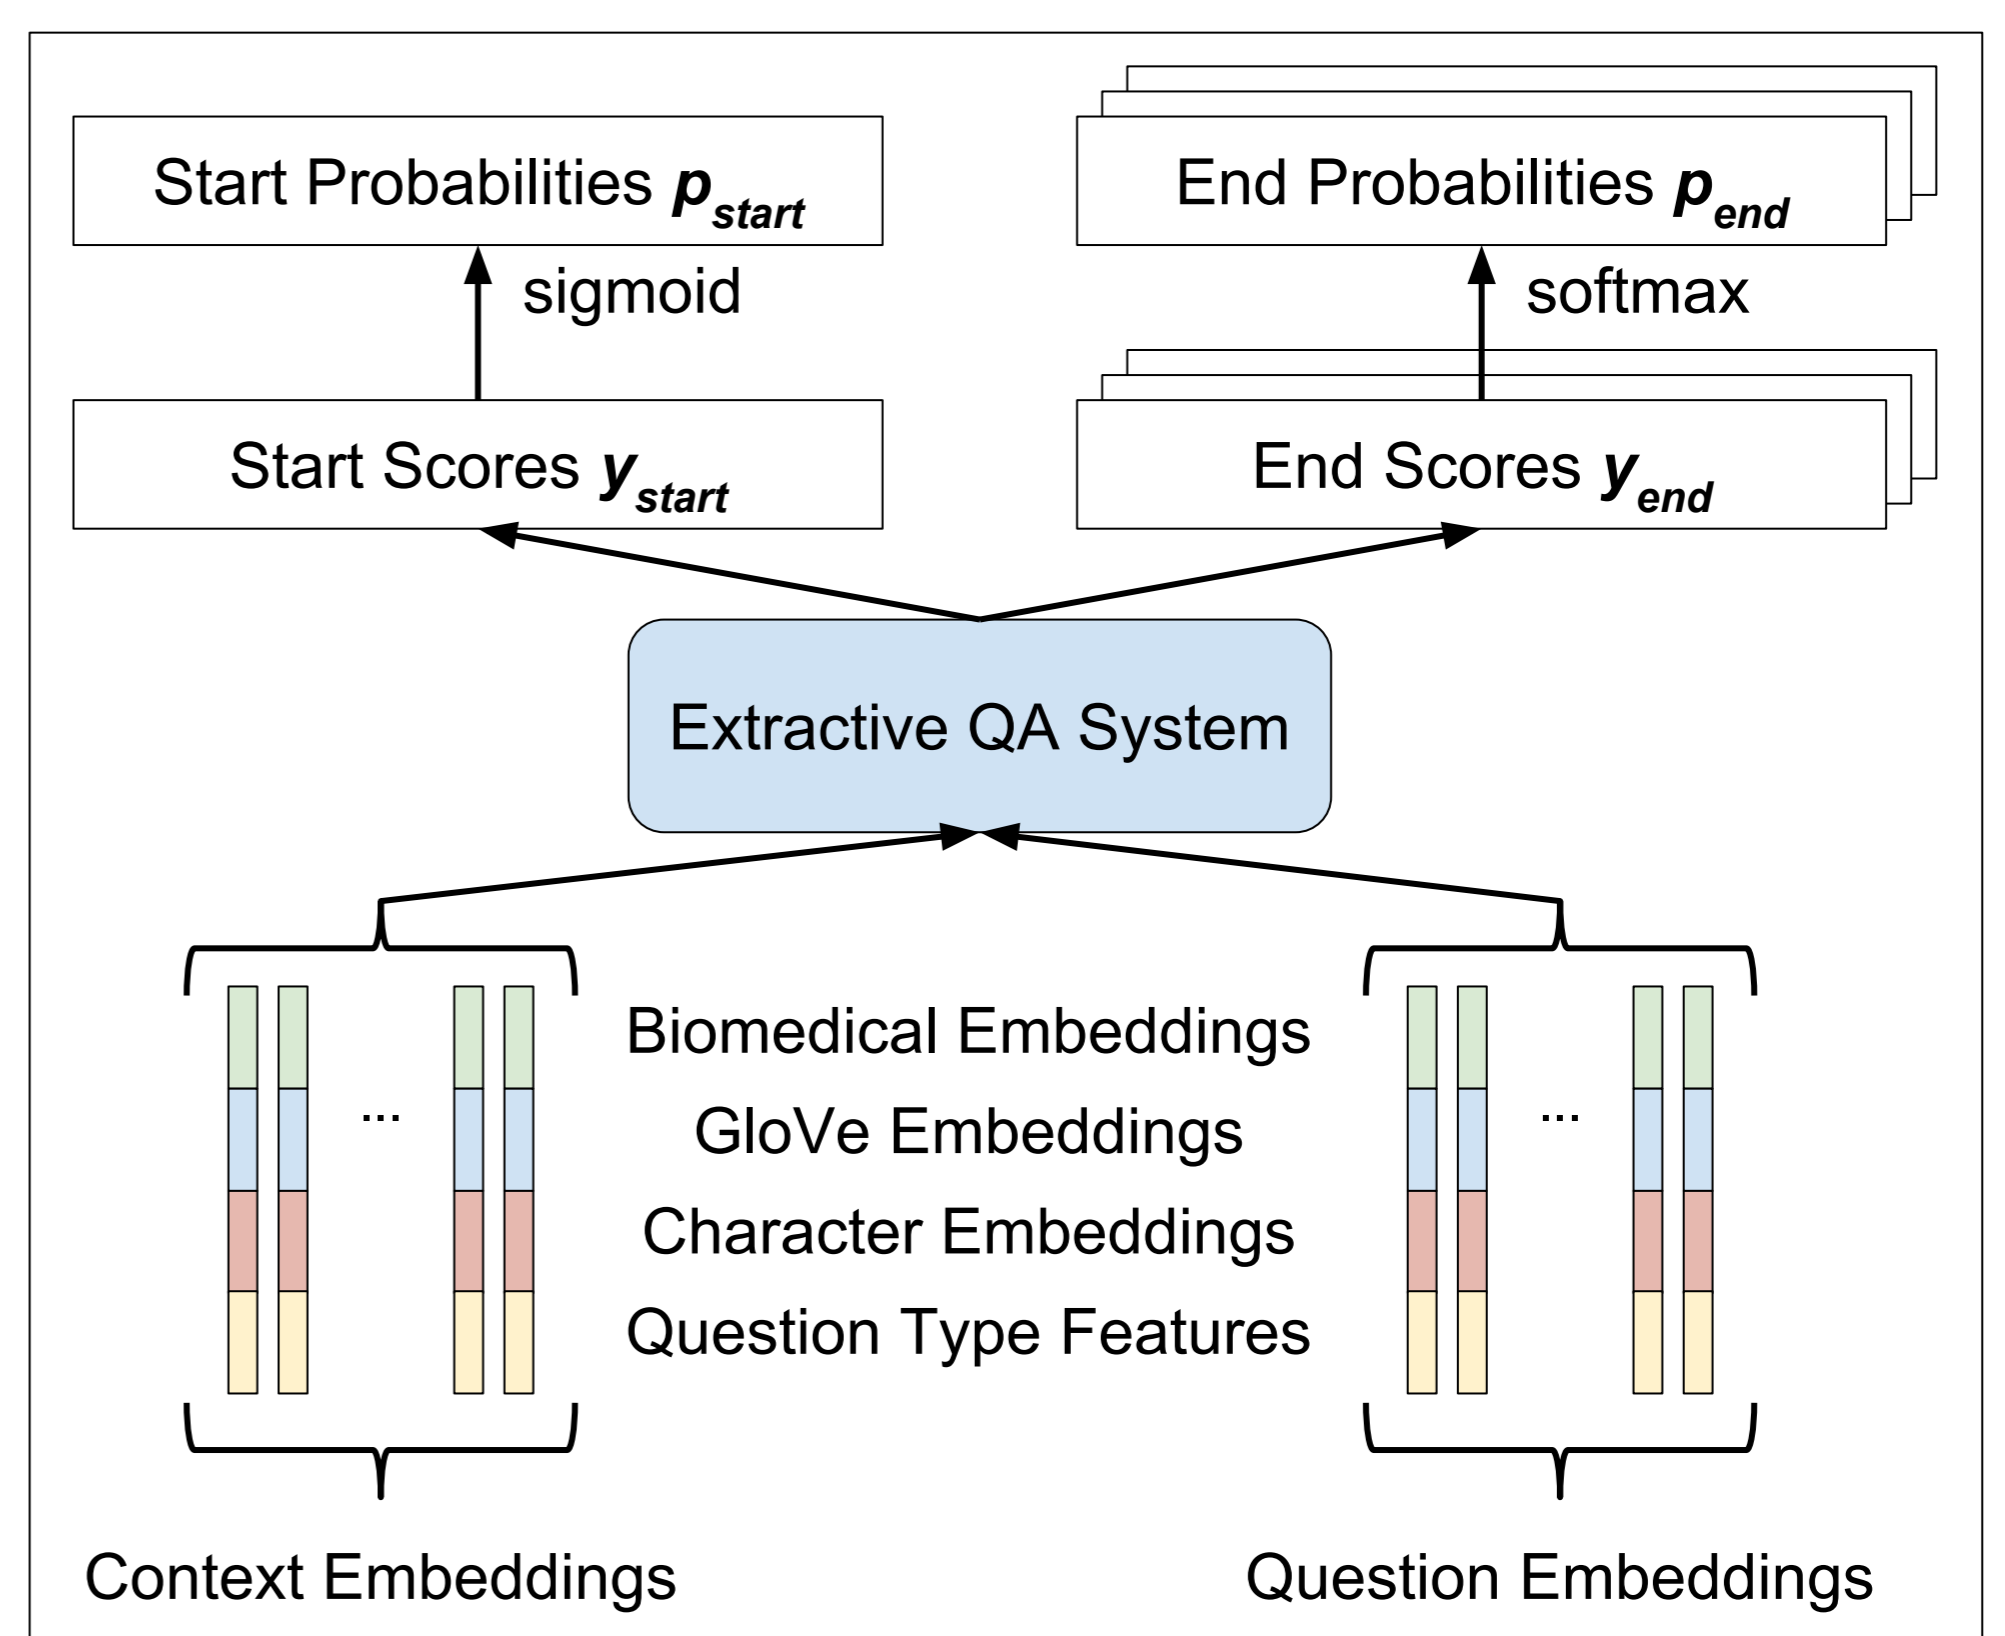 Start Probabilities p_start
End Probabilities p_end
sigmoid
softmax
Start Scores y_start
End Scores y_end
Extractive QA System
Biomedical Embeddings
...
GloVe Embeddings
...
Character Embeddings
Question Type Features
Context Embeddings
Question Embeddings